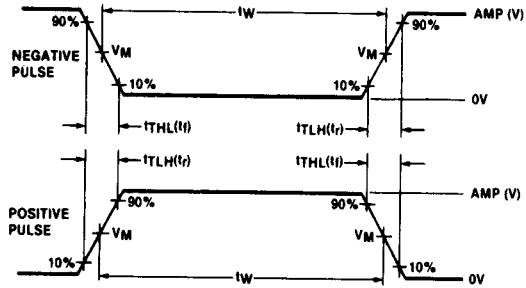 90% tW 90% AMP (V)
NEGATIVE PULSE VM VM
10% 10% 0V
tTHL(tf) tTLH(tr)
tTLH(tr) tTHL(tf)
90% 90% AMP (V)
POSITIVE PULSE VM VM
10% tW 10% 0V